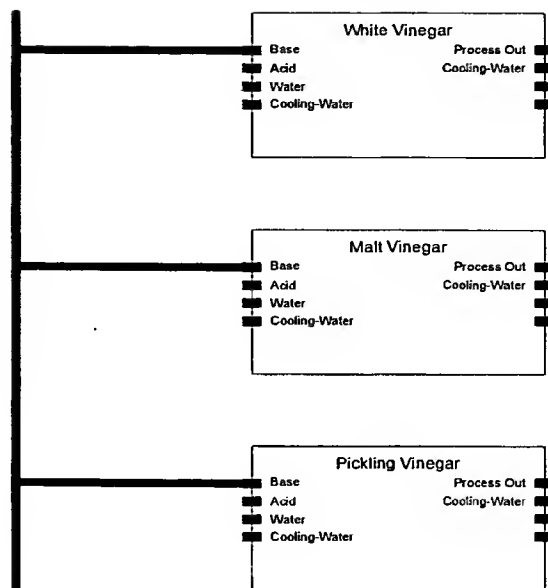 White Vinegar
Base Process Out
Acid Cooling-Water
Water
Cooling-Water
Malt Vinegar
Base Process Out
Acid Cooling-Water
Water
Cooling-Water
Pickling Vinegar
Base Process Out
Acid Cooling-Water
Water
Cooling-Water